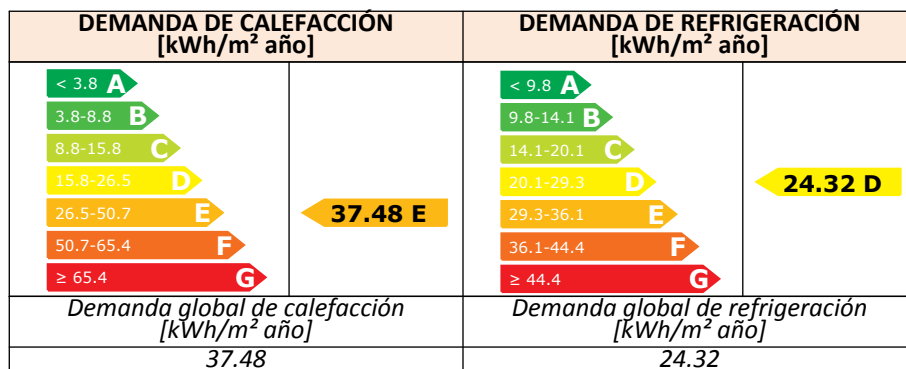 DEMANDA DE CALEFACCIÓN
[kWh/m² año]
< 3.8 A
3.8-8.8 B
8.8-15.8 C
15.8-26.5 D
26.5-50.7 E
50.7-65.4 F
≥ 65.4 G
37.48 E
Demanda global de calefacción
[kWh/m² año]
37.48
DEMANDA DE REFRIGERACIÓN
[kWh/m² año]
< 9.8 A
9.8-14.1 B
14.1-20.1 C
20.1-29.3 D
29.3-36.1 E
36.1-44.4 F
≥ 44.4 G
24.32 D
Demanda global de refrigeración
[kWh/m² año]
24.32